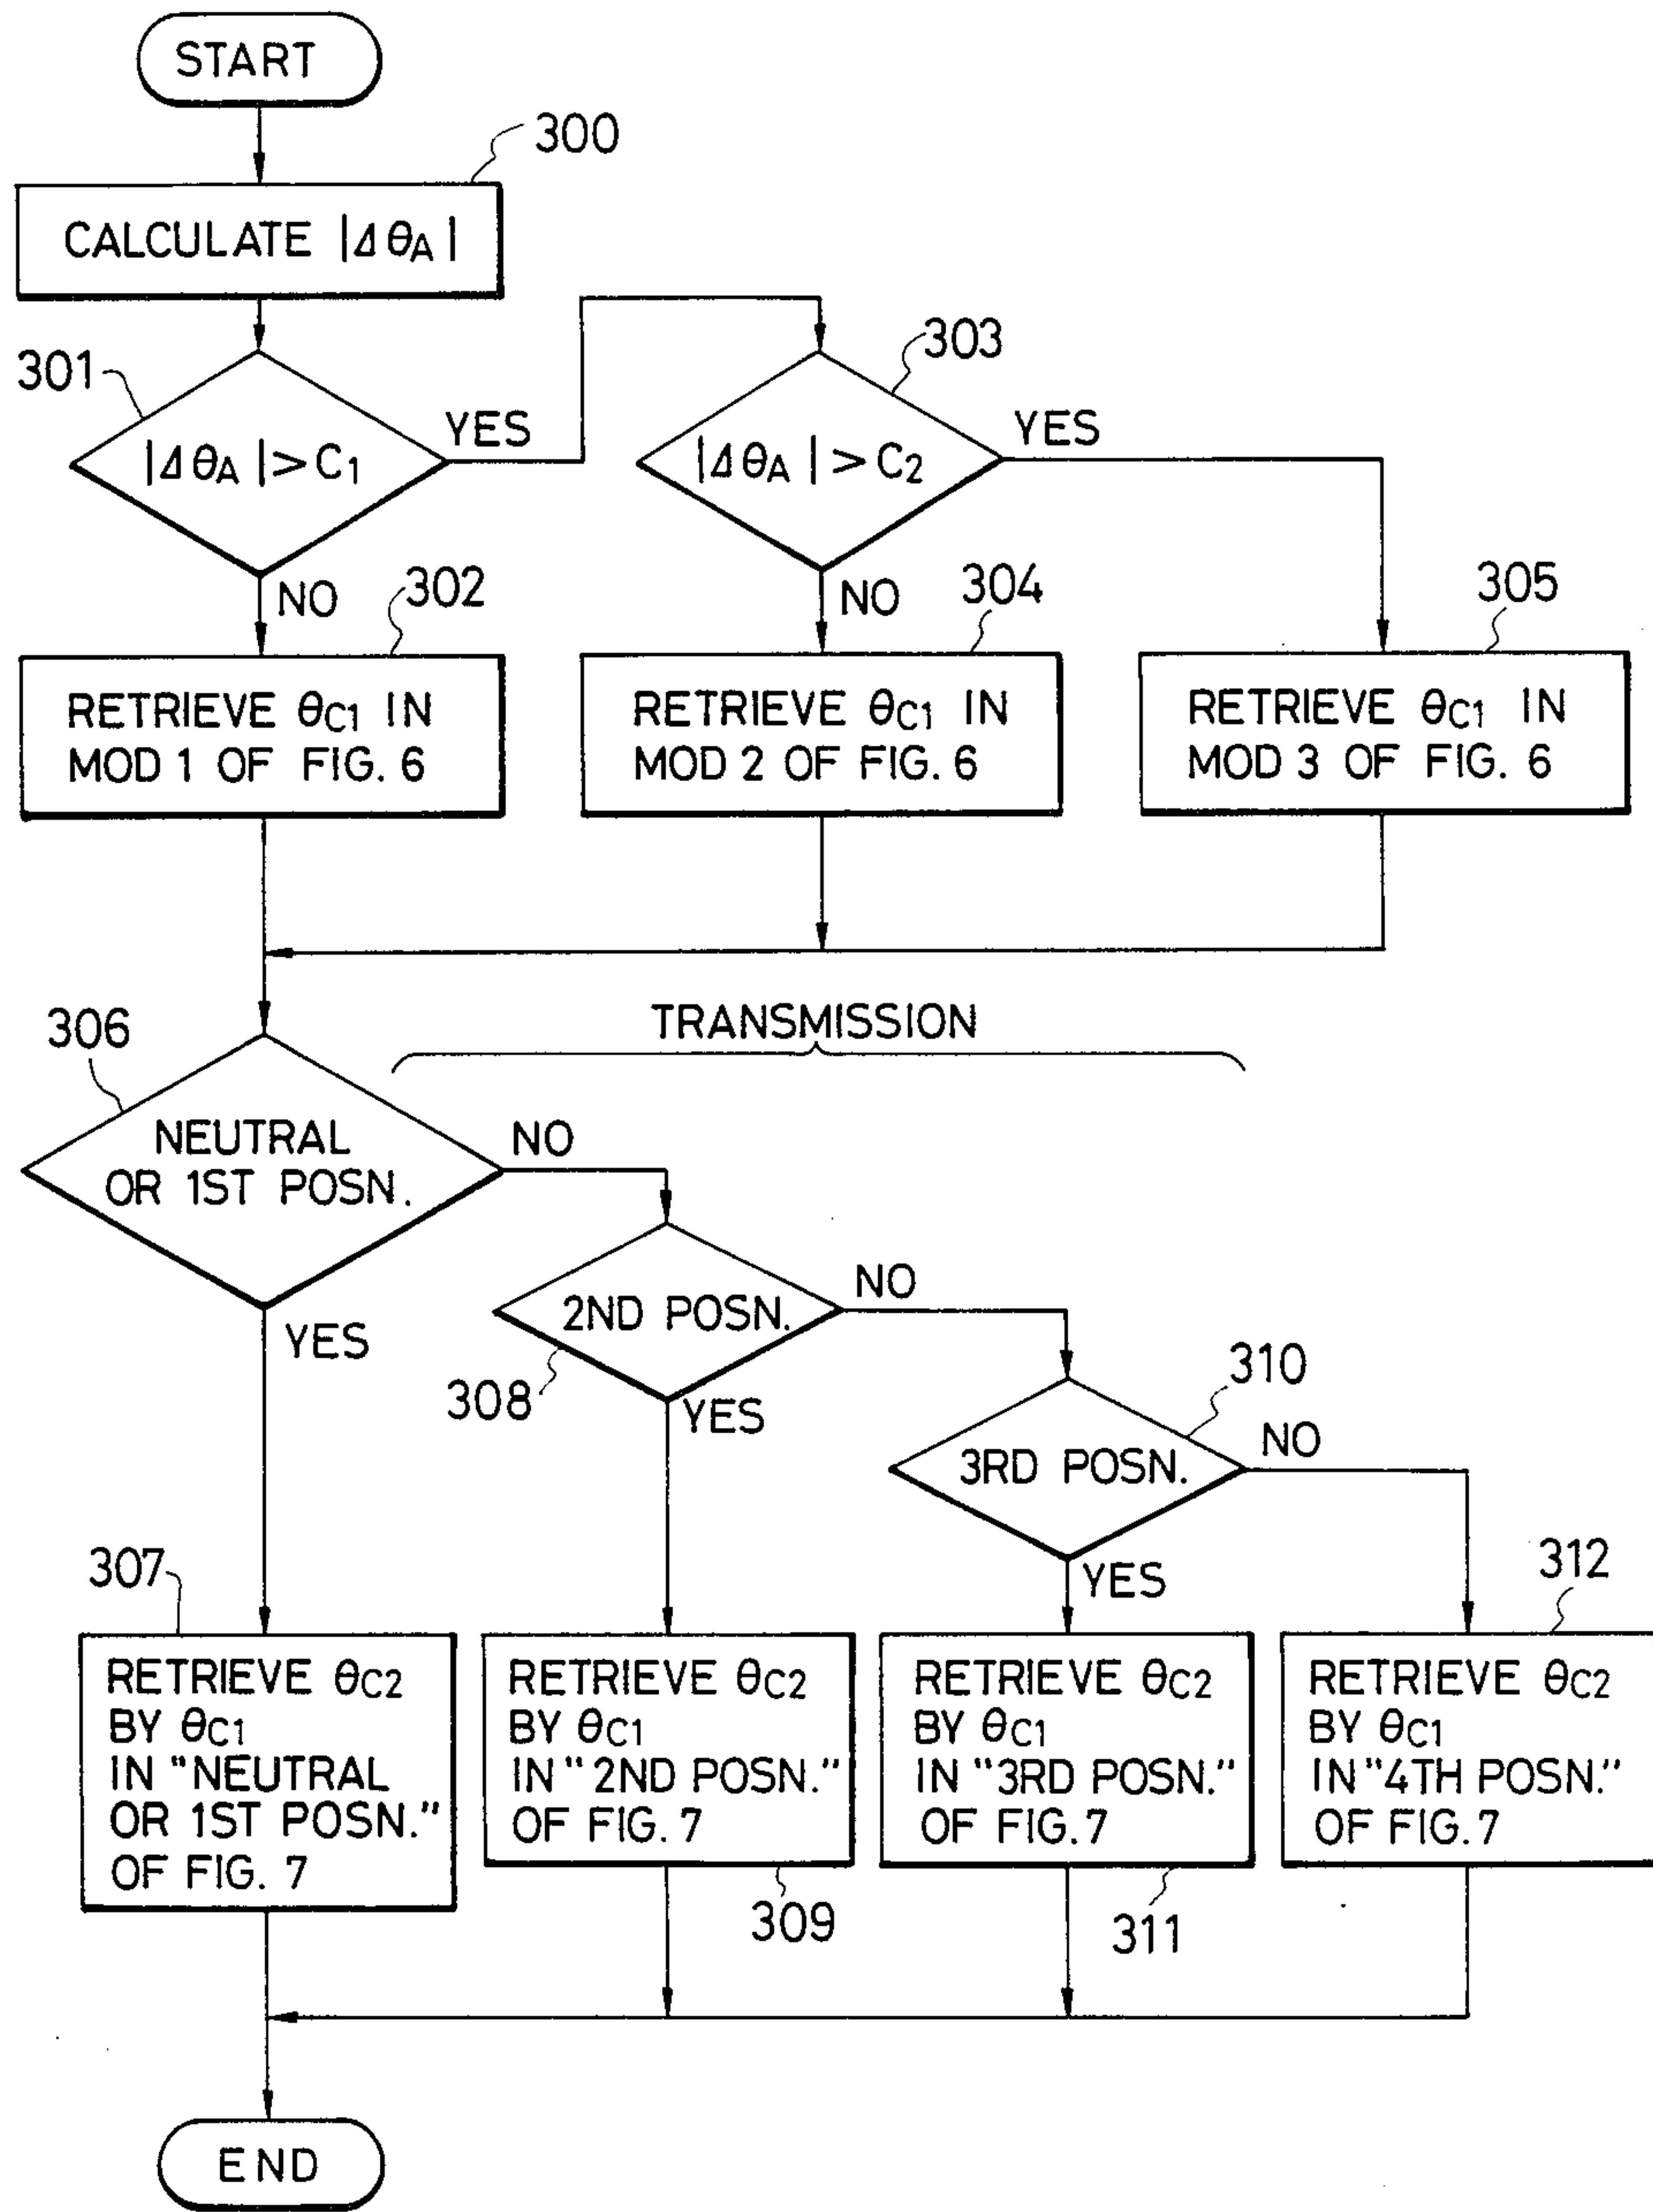 START
300
CALCULATE |ΔθA|
301
|ΔθA|>C1
YES
303
|ΔθA|>C2
YES
NO
302
NO
304
305
RETRIEVE θC1 IN
MOD 1 OF FIG. 6
RETRIEVE θC1 IN
MOD 2 OF FIG. 6
RETRIEVE θC1 IN
MOD 3 OF FIG. 6
306
TRANSMISSION
NEUTRAL
OR 1ST POSN.
NO
YES
2ND POSN.
308
NO
YES
310
3RD POSN.
NO
YES
307
312
RETRIEVE θC2
BY θC1
IN "NEUTRAL
OR 1ST POSN."
OF FIG. 7
RETRIEVE θC2
BY θC1
IN "2ND POSN."
OF FIG. 7
309
RETRIEVE θC2
BY θC1
IN "3RD POSN."
OF FIG. 7
311
RETRIEVE θC2
BY θC1
IN "4TH POSN."
OF FIG. 7
END